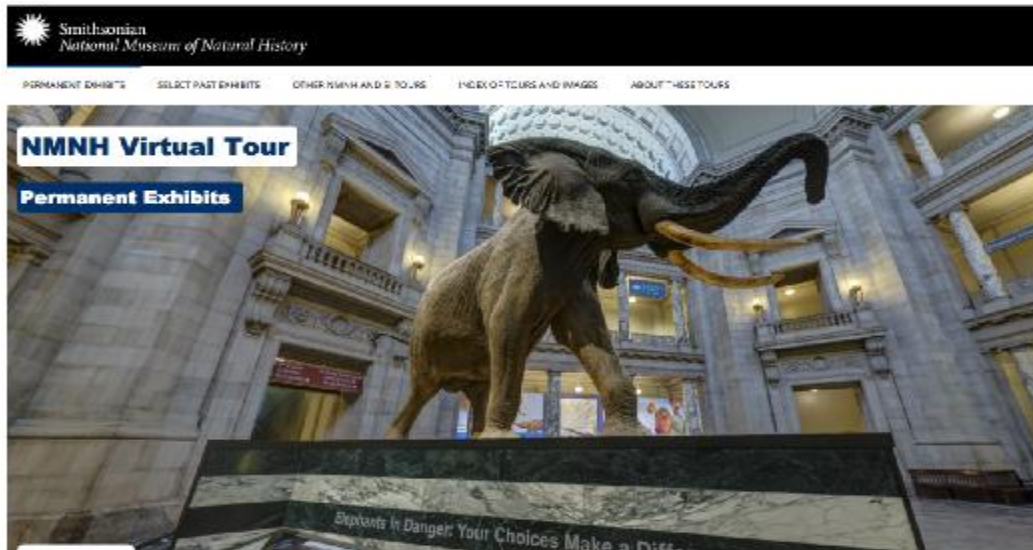 Smithsonian
National Museum of Natural History
PERMANENT EXHIBITS SELECT PAST EXHIBITS OTHER NMNH AND SI TOURS INDEX OF TOURS AND IMAGES ABOUT THESE TOURS
NMNH Virtual Tour
Permanent Exhibits
Elephants in Danger: Your Choices Make a